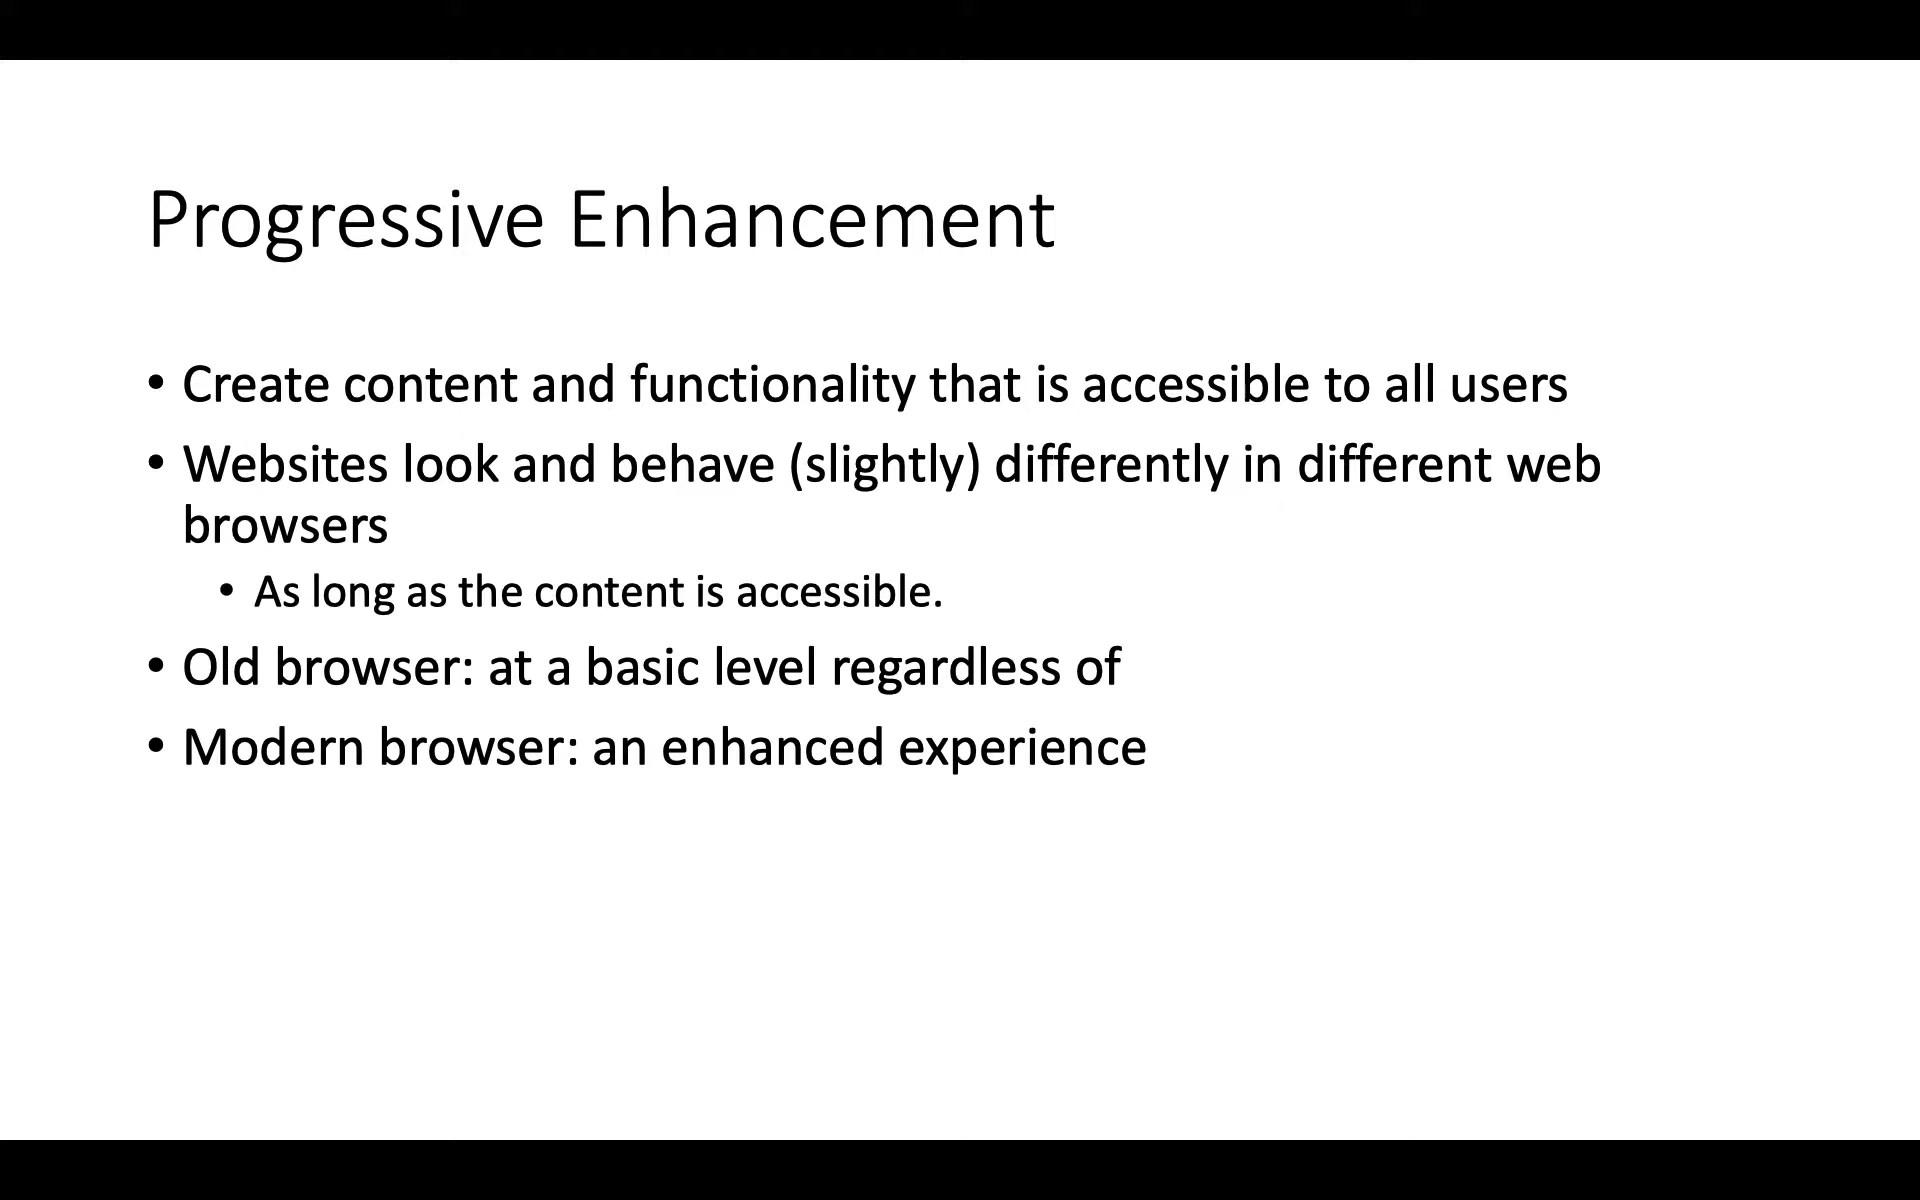 Progressive Enhancement
• Create content and functionality that is accessible to all users
• Websites look and behave (slightly) differently in different web
browsers
• As long as the content is accessible.
• Old browser: at a basic level regardless of
• Modern browser: an enhanced experience